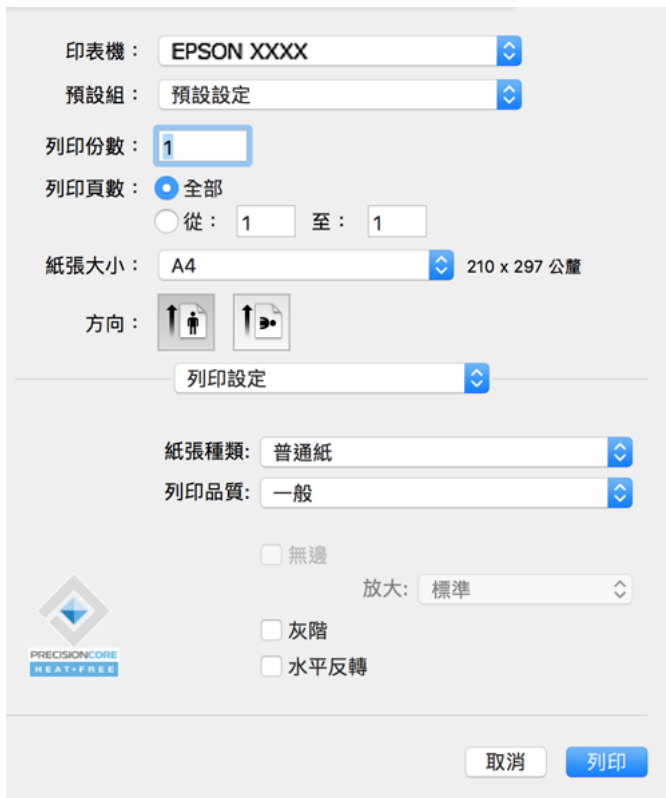 印表機： EPSON XXXX
預設組： 預設設定
列印份數： 1
列印頁數： 全部
從： 1 至： 1
紙張大小： A4 210 x 297 公釐
方向：
列印設定
紙張種類: 普通紙
列印品質: 一般
無邊
放大: 標準
灰階
水平反轉
PRECISIONCORE
HEAT•FREE
取消 列印